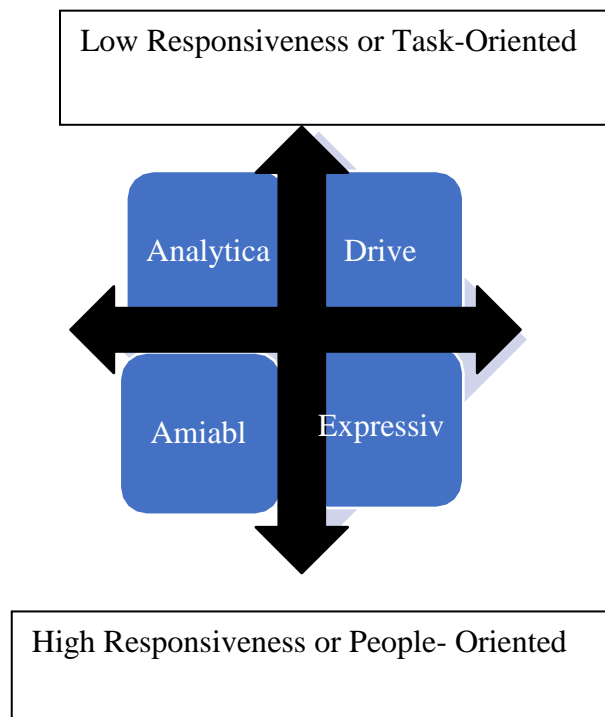 Low Responsiveness or Task-Oriented
Analytica
Drive
Amiabl
Expressiv
High Responsiveness or People- Oriented